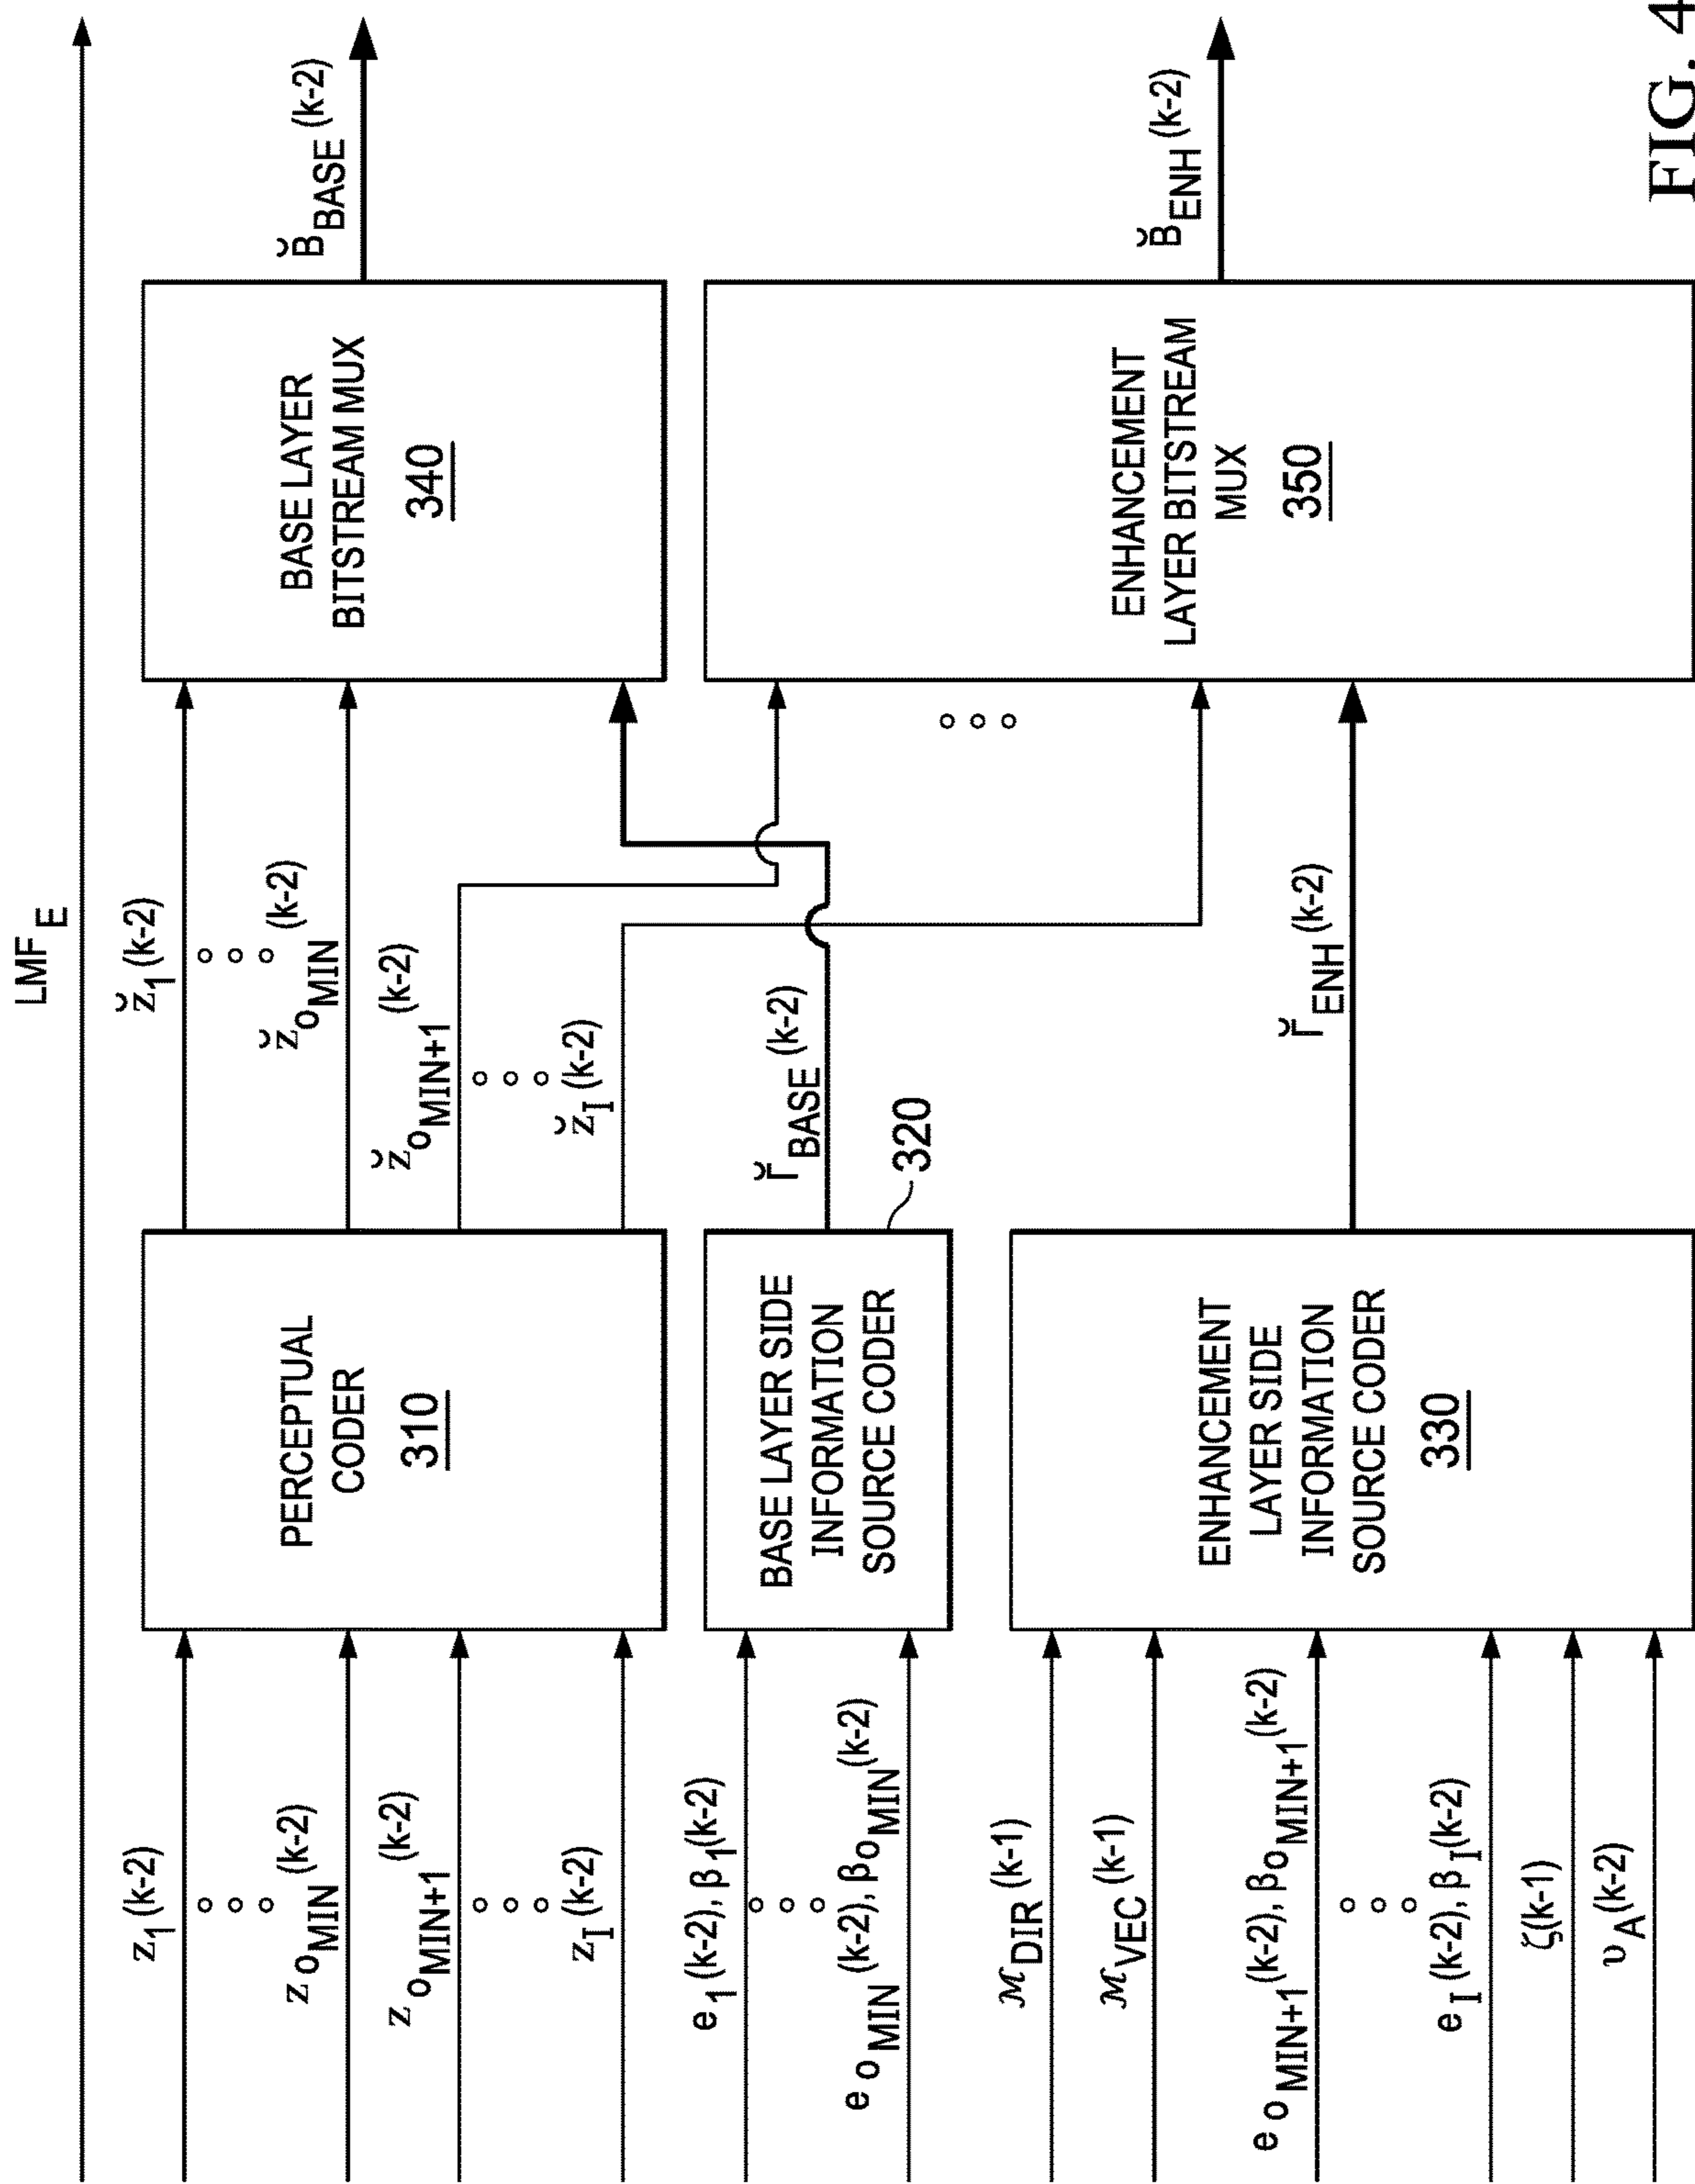 LMF_E
z_1(k-2)
z_{O_MIN}(k-2)
z_{O_MIN+1}(k-2)
z_I(k-2)
PERCEPTUAL
CODER
310
z̆_1(k-2)
z̆_{O_MIN}(k-2)
z̆_{O_MIN+1}(k-2)
z̆_I(k-2)
BASE LAYER
BITSTREAM MUX
340
B̆_BASE(k-2)
e_1(k-2), β_1(k-2)
e_{O_MIN}(k-2), β_{O_MIN}(k-2)
BASE LAYER SIDE
INFORMATION
SOURCE CODER
320
Γ̆_BASE(k-2)
ℳ_DIR(k-1)
ℳ_VEC(k-1)
e_{O_MIN+1}(k-2), β_{O_MIN+1}(k-2)
e_I(k-2), β_I(k-2)
ζ(k-1)
υ_A(k-2)
ENHANCEMENT
LAYER SIDE
INFORMATION
SOURCE CODER
330
Γ̆_ENH(k-2)
ENHANCEMENT
LAYER BITSTREAM
MUX
350
B̆_ENH(k-2)
FIG. 4